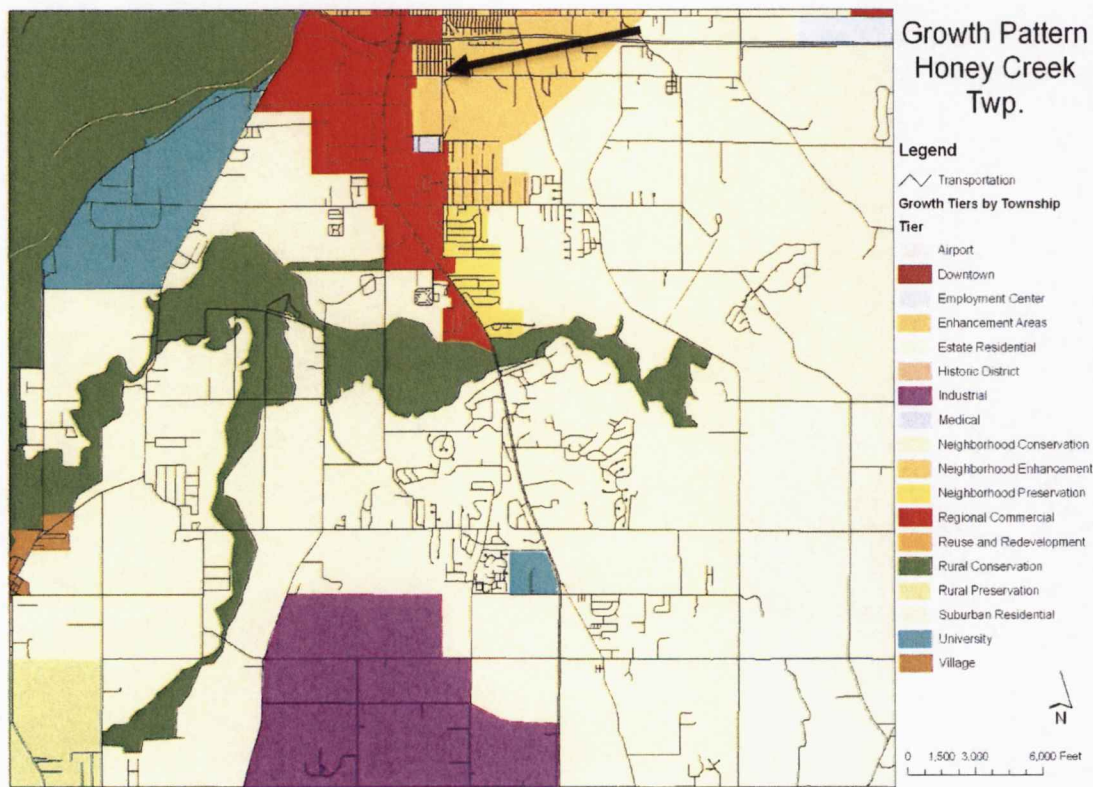 Growth Pattern
Honey Creek
Twp.
Legend
Transportation
Growth Tiers by Township
Tier
Airport
Downtown
Employment Center
Enhancement Areas
Estate Residential
Historic District
Industrial
Medical
Neighborhood Conservation
Neighborhood Enhancement
Neighborhood Preservation
Regional Commercial
Reuse and Redevelopment
Rural Conservation
Rural Preservation
Suburban Residential
University
Village
N
0 1,500 3,000 6,000 Feet